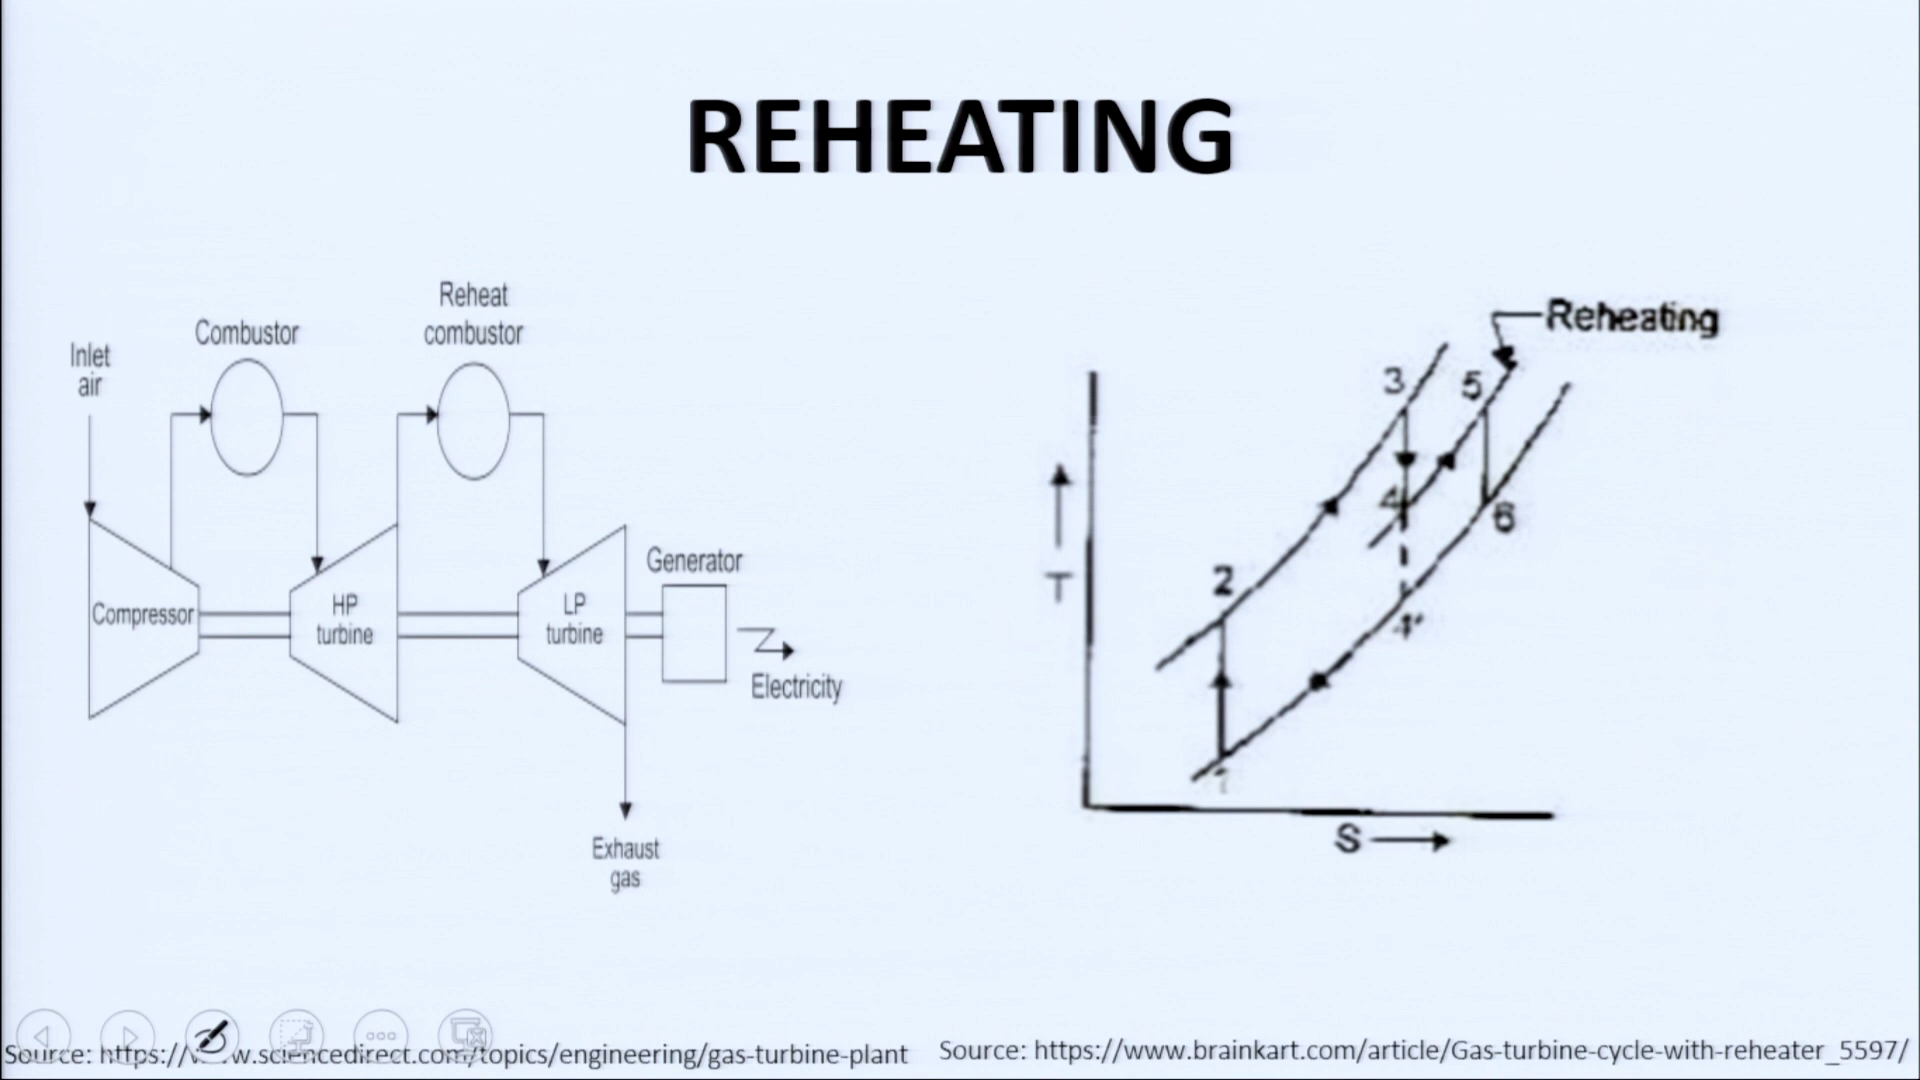 REHEATING
Reheat
combustor
Combustor
Inlet
air
Compressor
HP
turbine
LP
turbine
Generator
Electricity
Exhaust
gas
Reheating
3
5
4
6
2
4'
1
T
S
Source: https://www.sciencedirect.com/topics/engineering/gas-turbine-plant
Source: https://www.brainkart.com/article/Gas-turbine-cycle-with-reheater_5597/